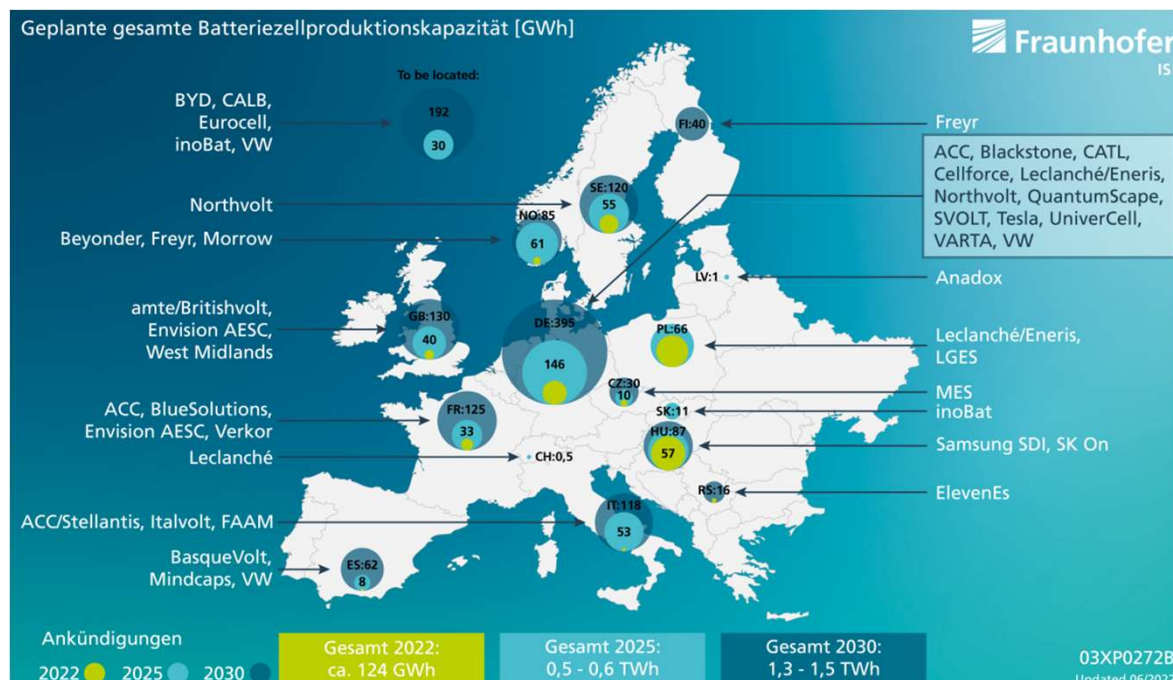 Geplante gesamte Batteriezellproduktionskapazität [GWh]
Fraunhofer
IS
To be located:
192
30
BYD, CALB,
Eurocell,
inoBat, VW
FI:40
Freyr
ACC, Blackstone, CATL,
Cellforce, Leclanché/Eneris,
Northvolt, QuantumScape,
SVOLT, Tesla, UniverCell,
VARTA, VW
Northvolt
SE:120
55
Beyonder, Freyr, Morrow
NO:85
61
LV:1
Anadox
amte/Britishvolt,
Envision AESC,
West Midlands
GB:130
40
DE:395
146
PL:66
Leclanché/Eneris,
LGES
CZ:30
10
MES
ACC, BlueSolutions,
Envision AESC, Verkor
FR:125
33
SK:11
inoBat
HU:87
57
Samsung SDI, SK On
Leclanché
CH:0,5
RS:16
ElevenEs
ACC/Stellantis, Italvolt, FAAM
IT:118
53
BasqueVolt,
Mindcaps, VW
ES:62
8
Ankündigungen
2022 2025 2030
Gesamt 2022:
ca. 124 GWh
Gesamt 2025:
0,5 - 0,6 TWh
Gesamt 2030:
1,3 - 1,5 TWh
03XP0272B
Updated 06/202